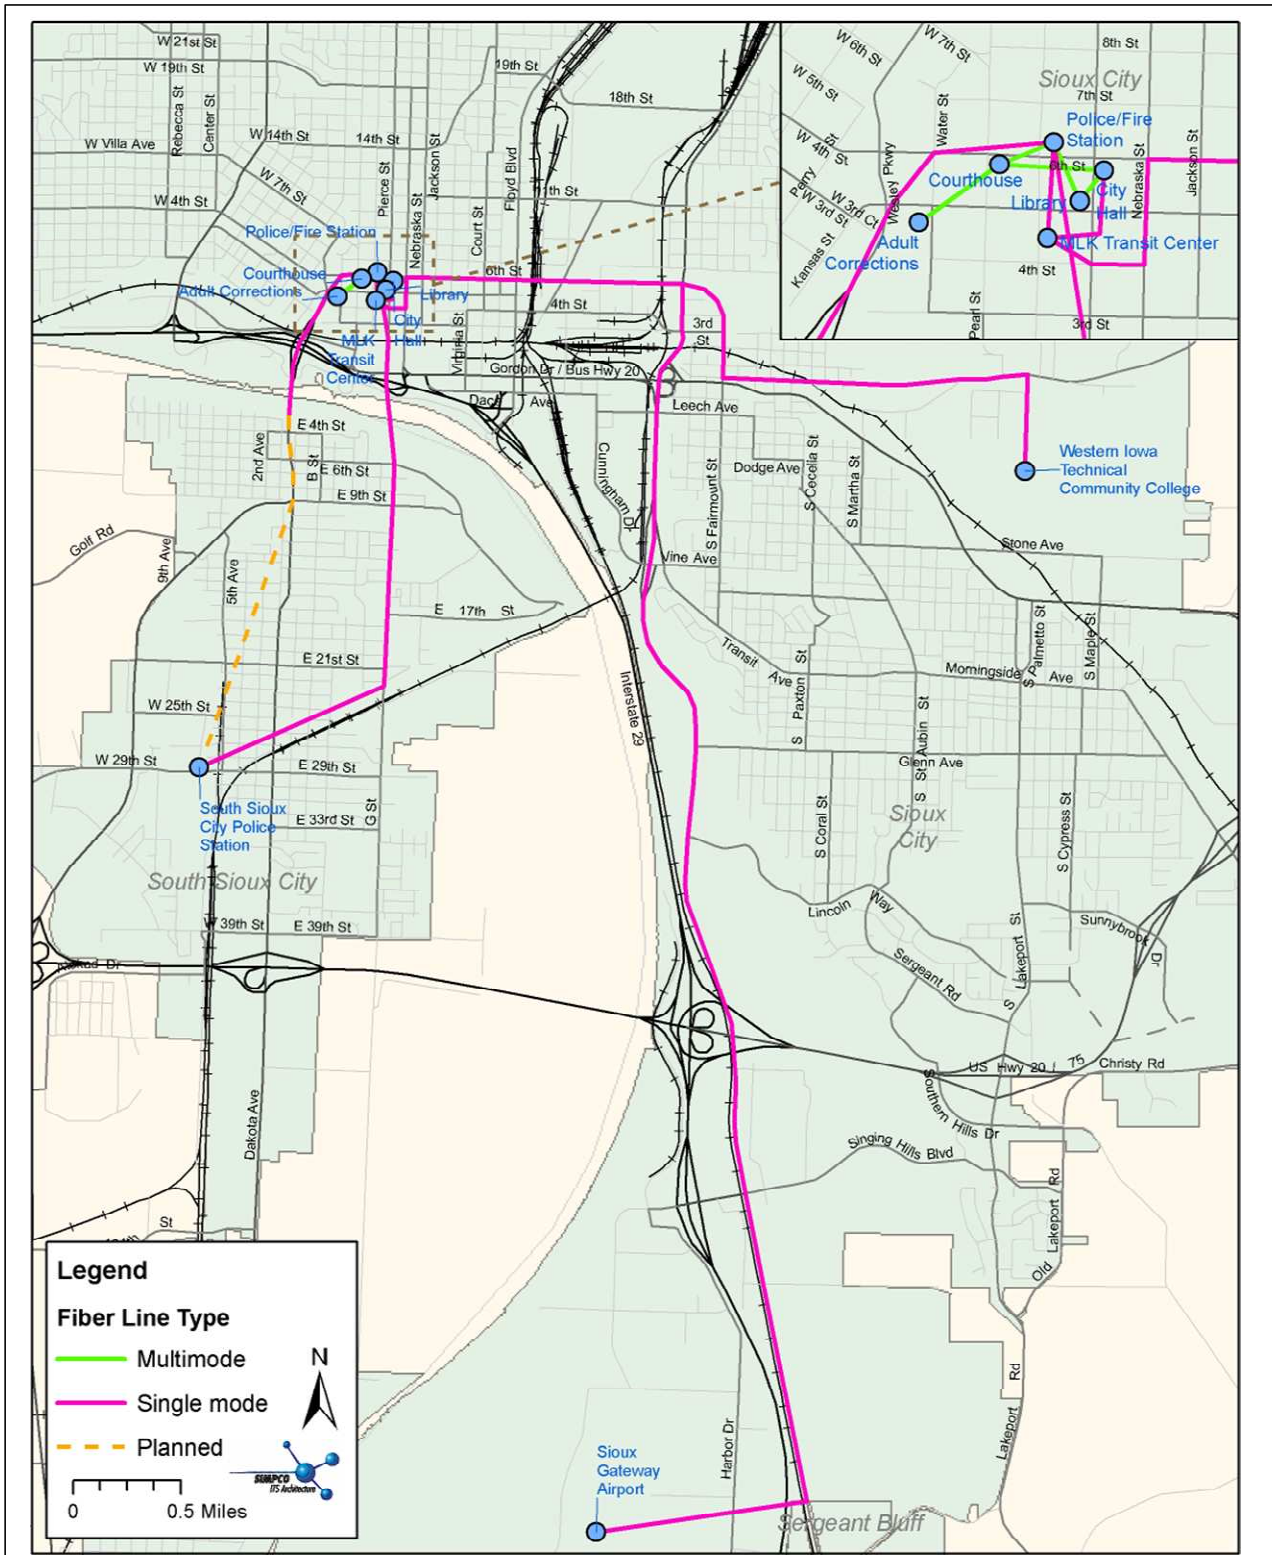 W 21st St
W 19th St
19th St
18th St
Rebecca St
Center St
W 14th St
14th St
W Villa Ave
W 7th St
Pierce St
Jackson St
Floyd Blvd
11th St
W 4th St
Nebraska St
Court St
Police/Fire Station
Courthouse
Adult Corrections
6th St
Library
4th St
City
Hall
MLK
Transit
Center
Virginia St
3rd
St
Gordon Dr / Bus Hwy 20
Dace
Ave
Leech Ave
W 6th St
W 7th St
8th St
W 5th St
Sioux City
7th St
Water St
Police/Fire
Station
W 4th St
Perry St
Wesley Pkwy
6th St
Nebraska St
Jackson St
Courthouse
City
Hall
Library
W 3rd St
W 3rd Ct
Adult
Corrections
MLK Transit Center
Kansas St
4th St
Pearl St
3rd St
E 4th St
2nd Ave
B St
E 6th St
E 9th St
Cunningham Dr
Dodge Ave
S Fairmount St
S Cecelia St
S Martha St
Western Iowa
Technical
Community College
Golf Rd
9th Ave
5th Ave
Vine Ave
Stone Ave
E 17th St
E 21st St
Transit Ave
S Paxton St
Morningside Ave
S Palmetto St
S Maple St
W 25th St
Interstate 29
S St Aubin St
W 29th St
E 29th St
Glenn Ave
South Sioux
City Police
Station
E 33rd St
G St
S Coral St
Sioux
City
S Cypress St
South Sioux City
Lincoln Way
W 39th St
E 39th St
Sergeant Rd
S Lakeport St
Sunnybrook Dr
US Hwy 20 / 75
Christy Rd
Dakota Ave
Southern Hills Dr
Singing Hills Blvd
Old Lakeport Rd
St
Lakeport Rd
Harbor Dr
Sioux
Gateway
Airport
Sergeant Bluff
Legend
Fiber Line Type
Multimode
Single mode
Planned
N
SIMPCO
ITS Architecture
0 0.5 Miles